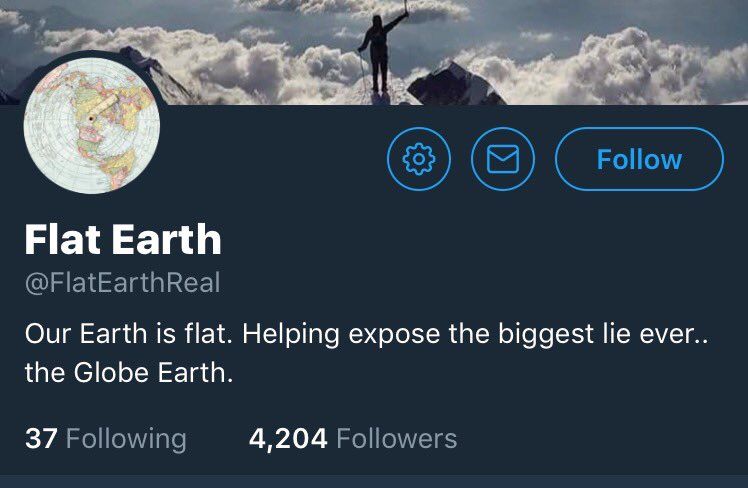 Follow
Flat Earth
@FlatEarthReal
Our Earth is flat. Helping expose the biggest lie ever..
the Globe Earth.
37 Following 4,204 Followers